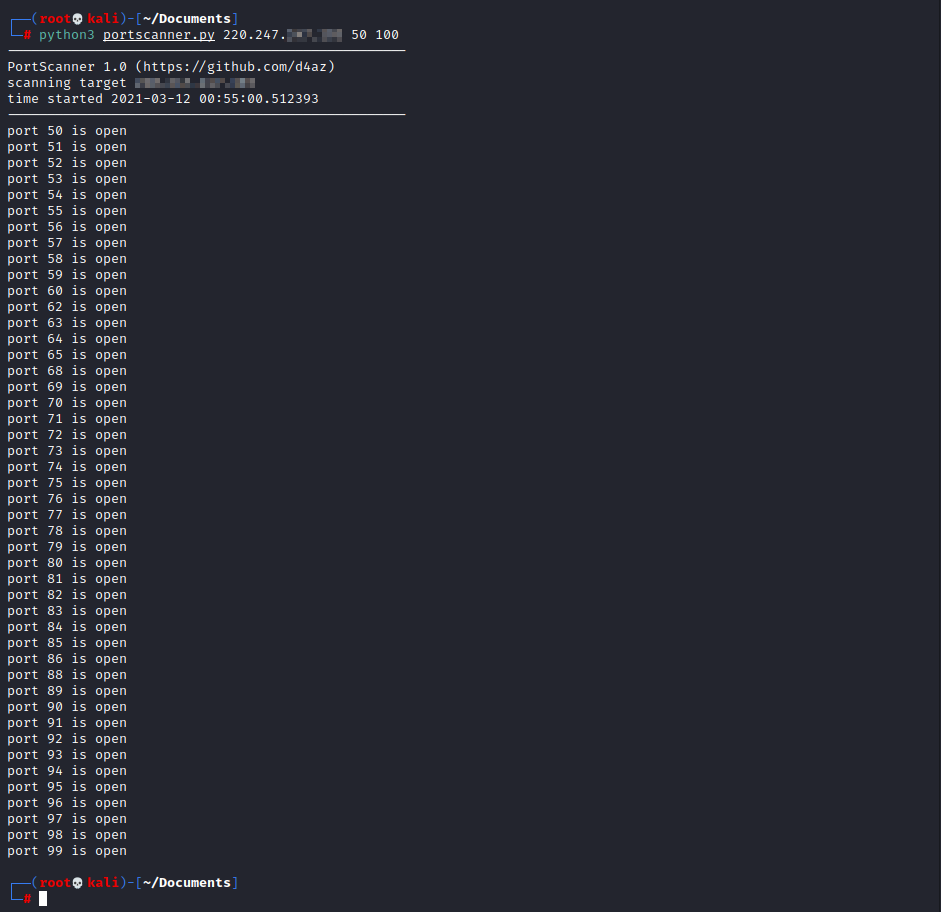 ┌──(root💀kali)-[~/Documents]
└─# python3 portscanner.py 220.247. 50 100
PortScanner 1.0 (https://github.com/d4az)
scanning target
time started 2021-03-12 00:55:00.512393
port 50 is open
port 51 is open
port 52 is open
port 53 is open
port 54 is open
port 55 is open
port 56 is open
port 57 is open
port 58 is open
port 59 is open
port 60 is open
port 62 is open
port 63 is open
port 64 is open
port 65 is open
port 68 is open
port 69 is open
port 70 is open
port 71 is open
port 72 is open
port 73 is open
port 74 is open
port 75 is open
port 76 is open
port 77 is open
port 78 is open
port 79 is open
port 80 is open
port 81 is open
port 82 is open
port 83 is open
port 84 is open
port 85 is open
port 86 is open
port 88 is open
port 89 is open
port 90 is open
port 91 is open
port 92 is open
port 93 is open
port 94 is open
port 95 is open
port 96 is open
port 97 is open
port 98 is open
port 99 is open
┌──(root💀kali)-[~/Documents]
└─#